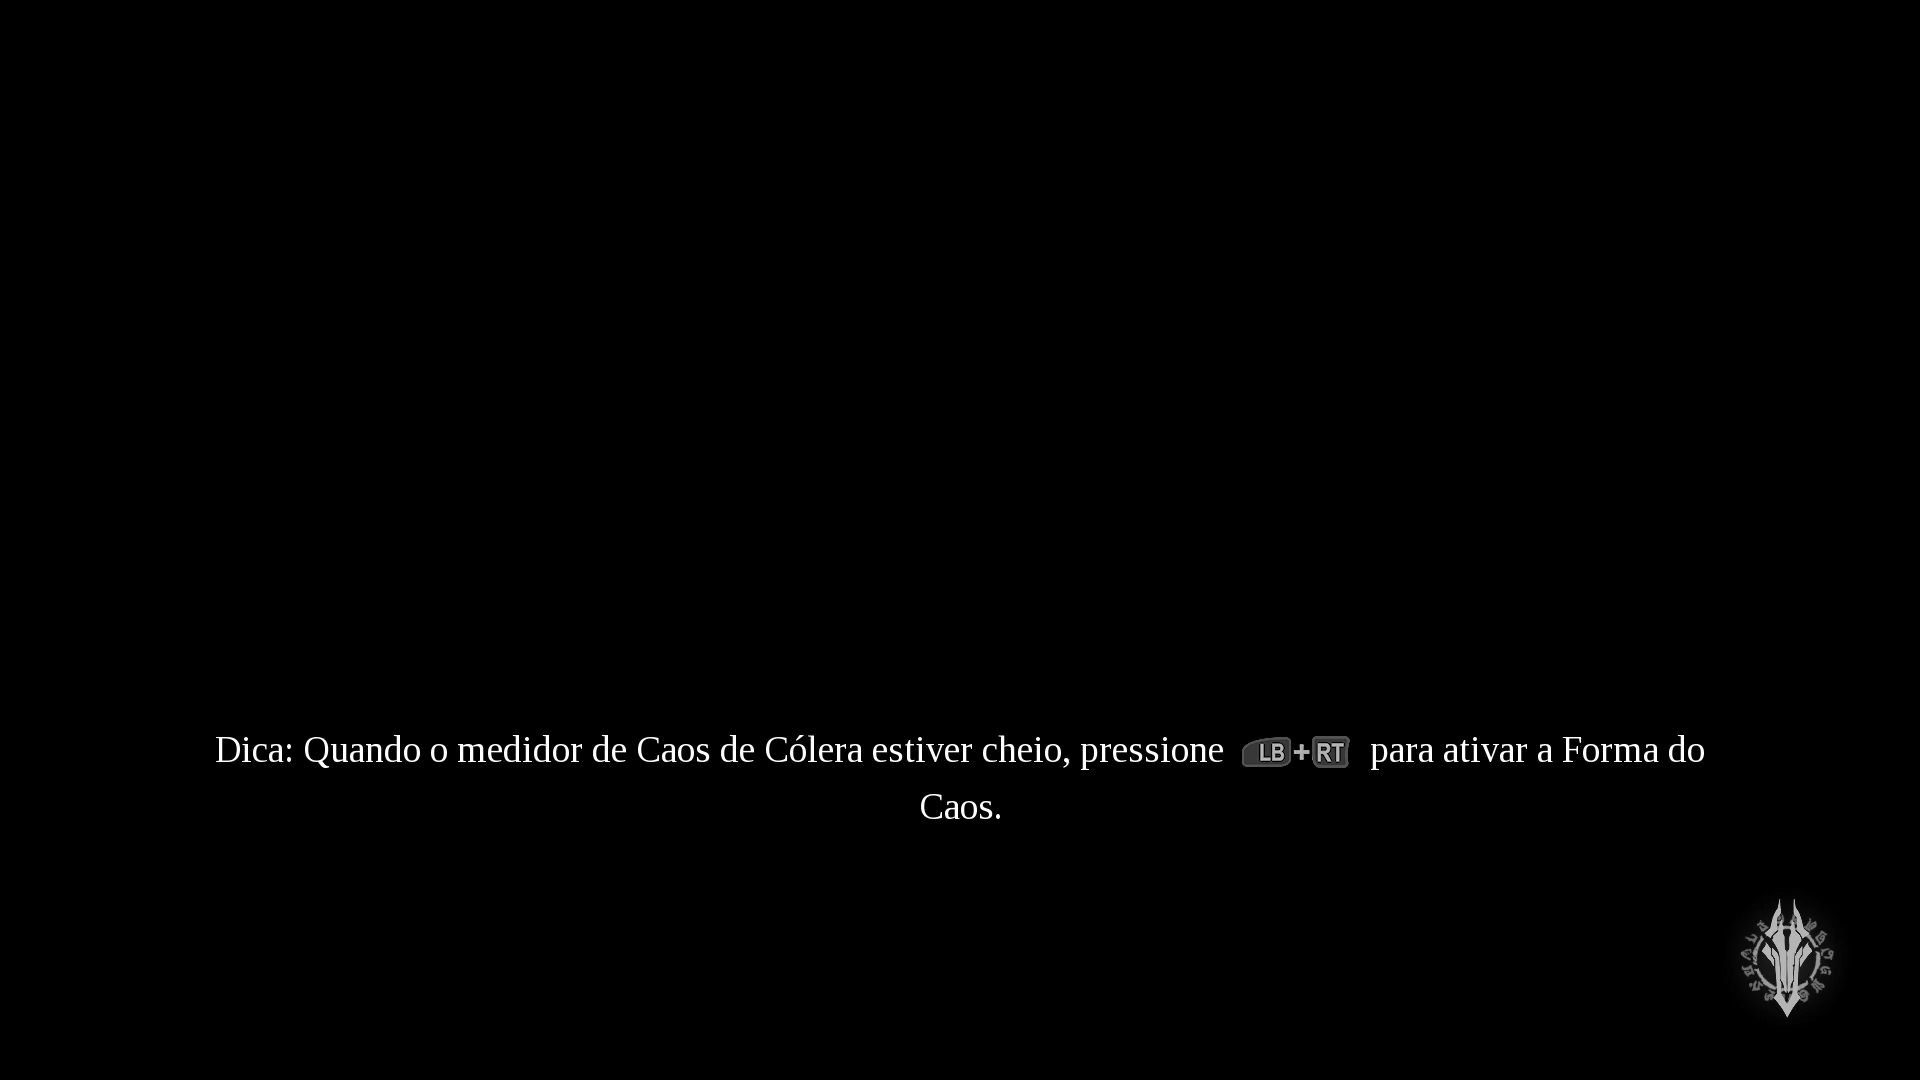 Dica: Quando o medidor de Caos de Cólera estiver cheio, pressione LB+RT para ativar a Forma do
Caos.